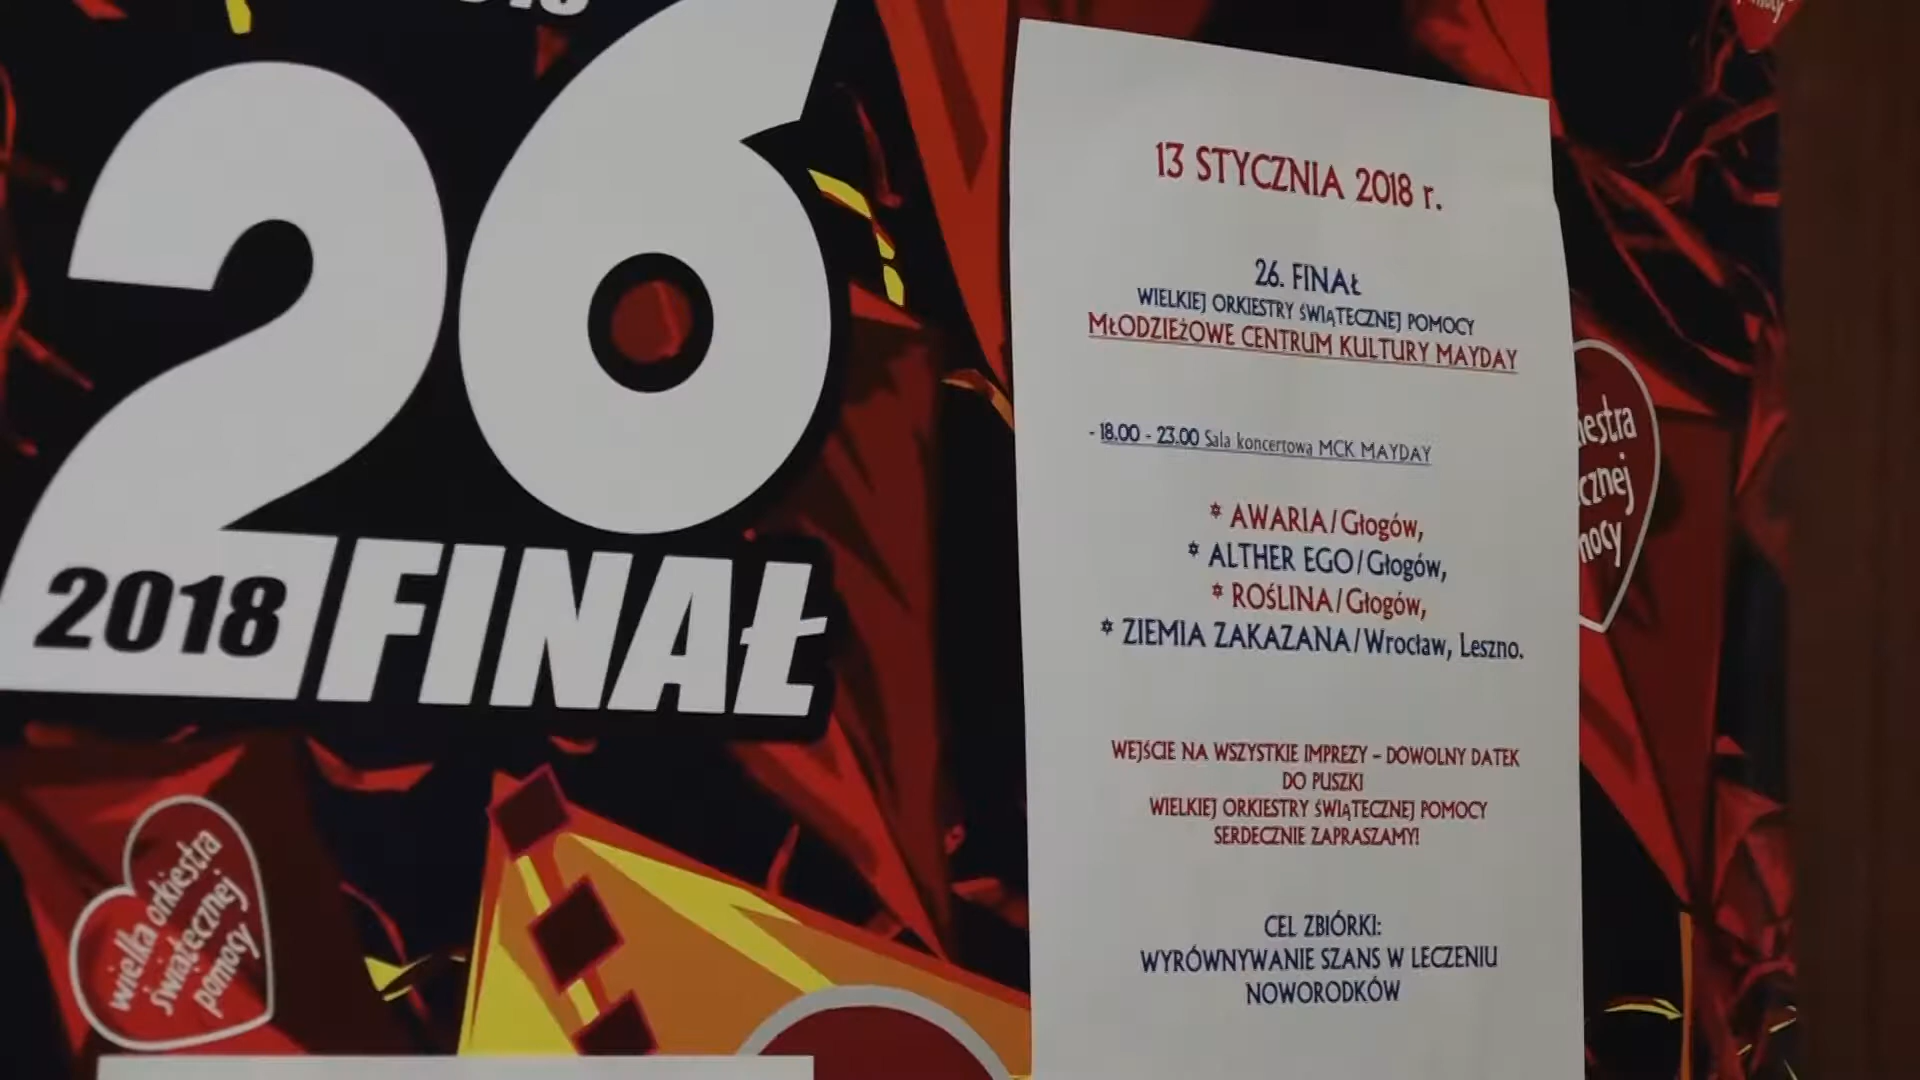 26
2018 FINAŁ
wielka orkiestra
świątecznej
pomocy
13 STYCZNIA 2018 r.
26. FINAŁ
WIELKIEJ ORKIESTRY ŚWIĄTECZNEJ POMOCY
MŁODZIEŻOWE CENTRUM KULTURY MAYDAY
- 18.00 - 23.00 Sala koncertowa MCK MAYDAY
* AWARIA/Głogów,
* ALTHER EGO/Głogów,
* ROŚLINA/Głogów,
* ZIEMIA ZAKAZANA/Wrocław, Leszno.
WEJŚCIE NA WSZYSTKIE IMPREZY – DOWOLNY DATEK
DO PUSZKI
WIELKIEJ ORKIESTRY ŚWIĄTECZNEJ POMOCY
SERDECZNIE ZAPRASZAMY!
CEL ZBIÓRKI:
WYRÓWNYWANIE SZANS W LECZENIU
NOWORODKÓW